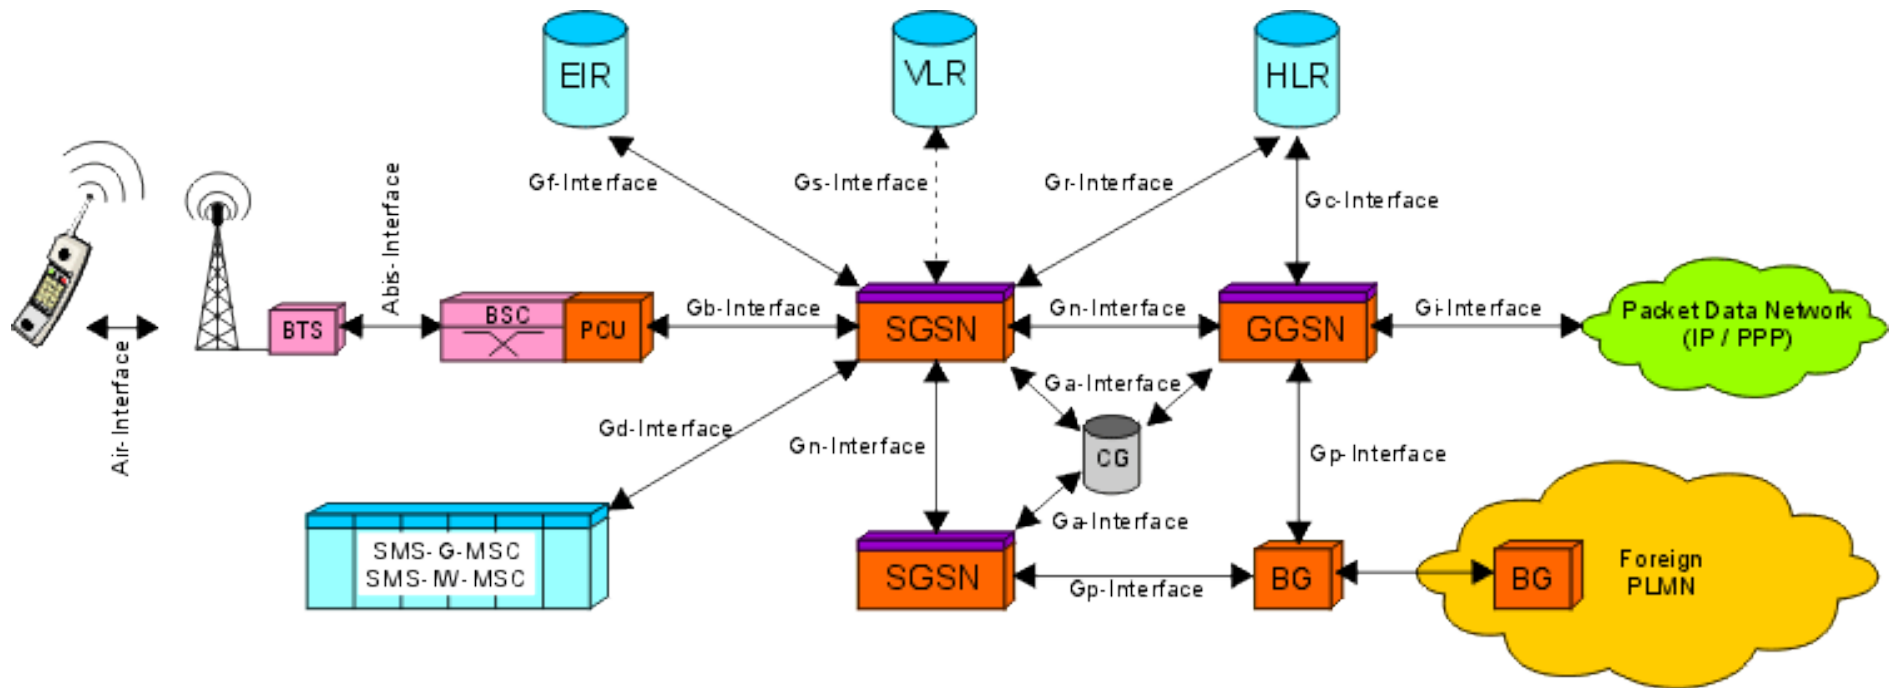 EIR
VLR
HLR
Gf-Interface
Gs-Interface
Gr-Interface
Gc-Interface
Abis-Interface
Air-Interface
BTS
BSC
PCU
Gb-Interface
SGSN
Gn-Interface
GGSN
Gi-Interface
Packet Data Network
(IP / PPP)
Gd-Interface
Gn-Interface
Ga-Interface
CG
Ga-Interface
Gp-Interface
SMS-G-MSC
SMS-IW-MSC
SGSN
Gp-Interface
BG
BG
Foreign
PLMN